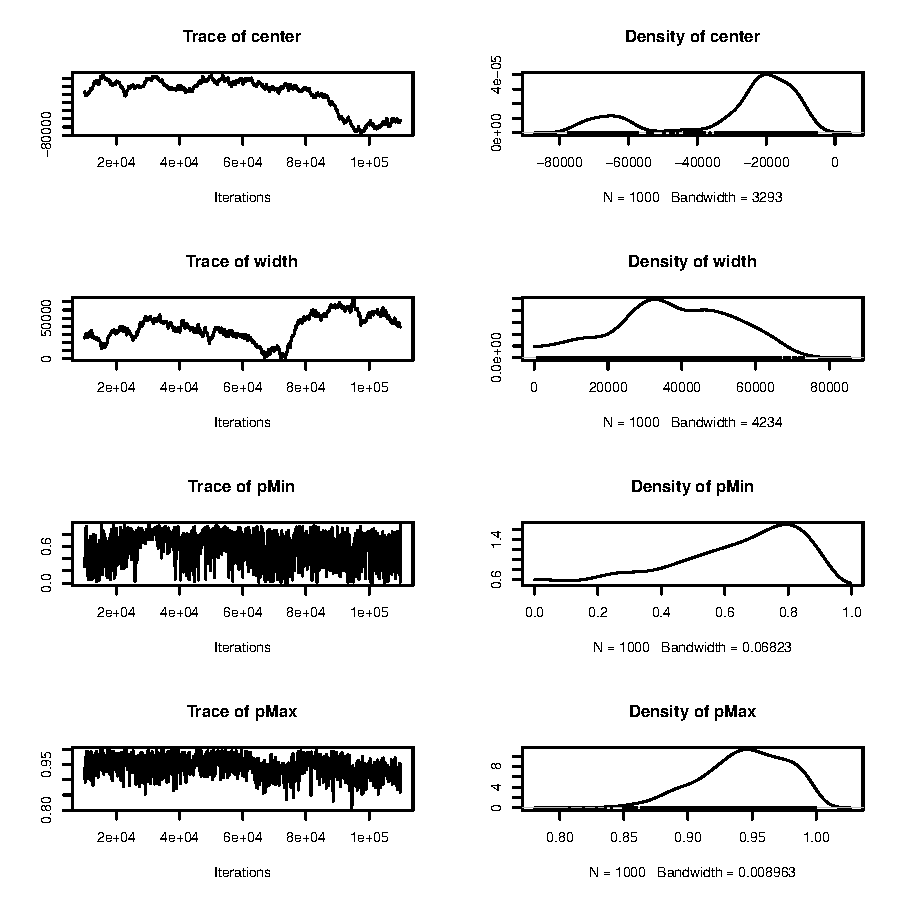 Trace of center
−80000
2e+04 4e+04 6e+04 8e+04 1e+05
Iterations
Density of center
0e+00 4e−05
−80000 −60000 −40000 −20000 0
N = 1000 Bandwidth = 3293
Trace of width
0 50000
2e+04 4e+04 6e+04 8e+04 1e+05
Iterations
Density of width
0.0e+00
0 20000 40000 60000 80000
N = 1000 Bandwidth = 4234
Trace of pMin
0.0 0.6
2e+04 4e+04 6e+04 8e+04 1e+05
Iterations
Density of pMin
0.6 1.4
0.0 0.2 0.4 0.6 0.8 1.0
N = 1000 Bandwidth = 0.06823
Trace of pMax
0.80 0.95
2e+04 4e+04 6e+04 8e+04 1e+05
Iterations
Density of pMax
0 4 8
0.80 0.85 0.90 0.95 1.00
N = 1000 Bandwidth = 0.008963